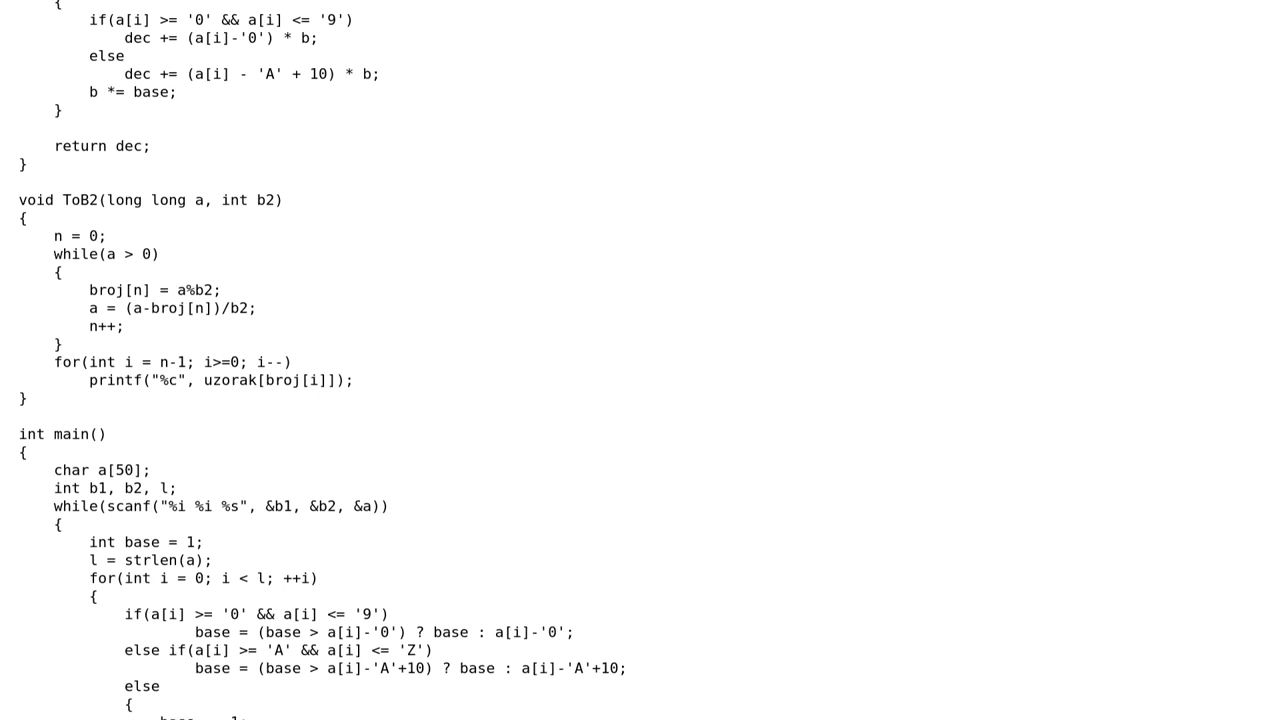 {
        if(a[i] >= '0' && a[i] <= '9')
            dec += (a[i]-'0') * b;
        else
            dec += (a[i] - 'A' + 10) * b;
        b *= base;
    }

    return dec;
}

void ToB2(long long a, int b2)
{
    n = 0;
    while(a > 0)
    {
        broj[n] = a%b2;
        a = (a-broj[n])/b2;
        n++;
    }
    for(int i = n-1; i>=0; i--)
        printf("%c", uzorak[broj[i]]);
}

int main()
{
    char a[50];
    int b1, b2, l;
    while(scanf("%i %i %s", &b1, &b2, &a))
    {
        int base = 1;
        l = strlen(a);
        for(int i = 0; i < l; ++i)
        {
            if(a[i] >= '0' && a[i] <= '9')
                    base = (base > a[i]-'0') ? base : a[i]-'0';
            else if(a[i] >= 'A' && a[i] <= 'Z')
                    base = (base > a[i]-'A'+10) ? base : a[i]-'A'+10;
            else
            {